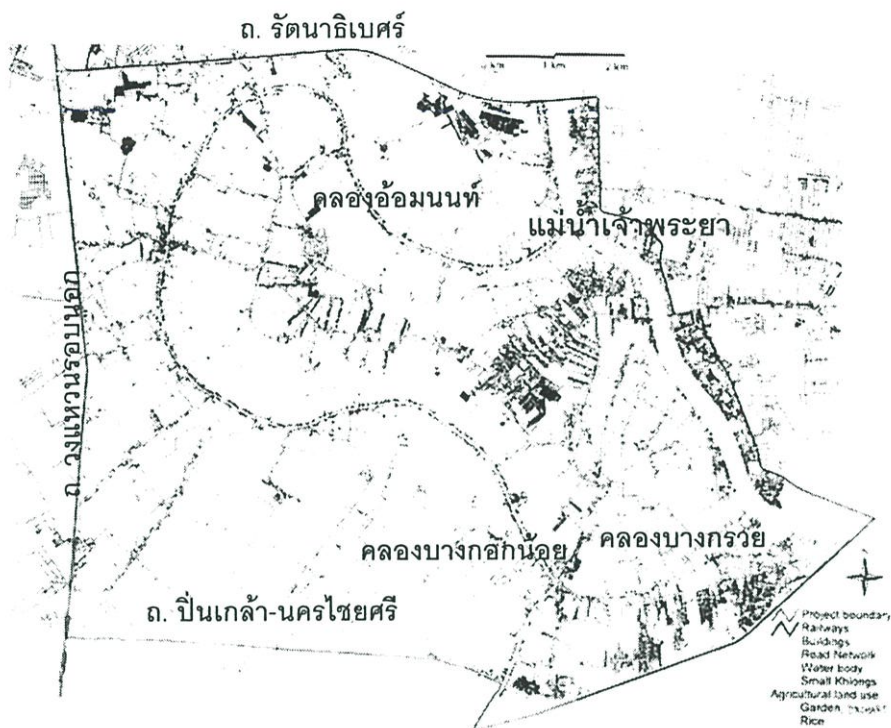 ถ. รัตนาธิเบศร์
1 km
2 km
คลองอ้อมนนท์
แม่น้ำเจ้าพระยา
ถ. วงแหวนรอบนอก
คลองบางกอกน้อย
คลองบางกรวย
ถ. ปิ่นเกล้า-นครไชยศรี
Project boundary
Railways
Buildings
Road Network
Water body
Small Khlongs
Agricultural land use
Garden,
Rice